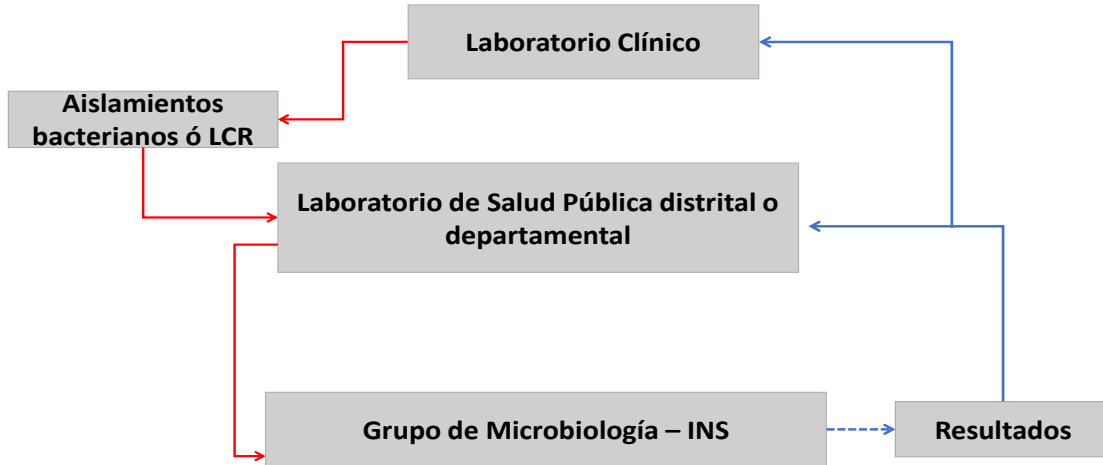 Laboratorio Clínico
Aislamientos
bacterianos ó LCR
Laboratorio de Salud Pública distrital o
departamental
Grupo de Microbiología – INS
Resultados